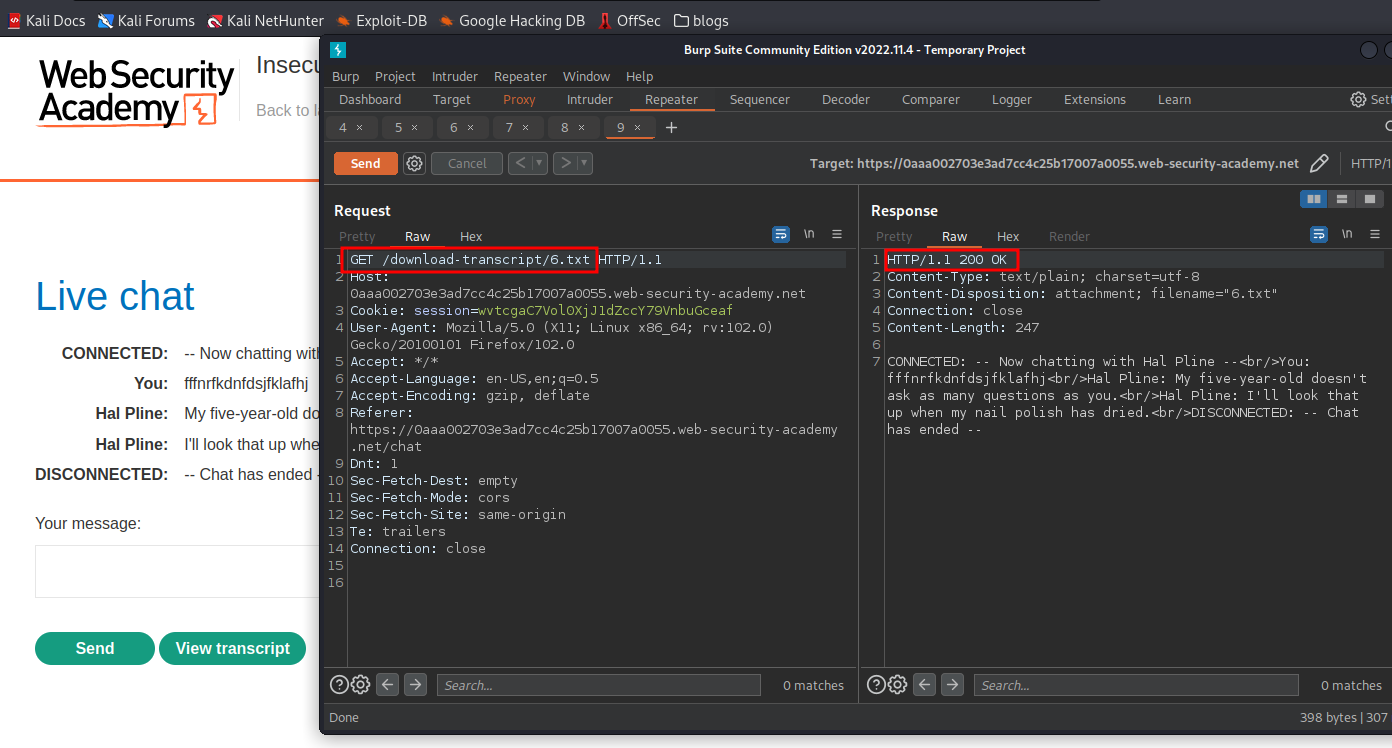 Kali Docs Kali Forums Kali NetHunter Exploit-DB Google Hacking DB OffSec blogs
Web Security
Academy
Insecu
Back to la
Live chat
CONNECTED: -- Now chatting with
You: fffnrfkdnfdsjfklafhj
Hal Pline: My five-year-old do
Hal Pline: I'll look that up whe
DISCONNECTED: -- Chat has ended -
Your message:
Send View transcript
Burp Suite Community Edition v2022.11.4 - Temporary Project
Burp Project Intruder Repeater Window Help
Dashboard Target Proxy Intruder Repeater Sequencer Decoder Comparer Logger Extensions Learn Sett
4 × 5 × 6 × 7 × 8 × 9 × +
Send Cancel < > Target: https://0aaa002703e3ad7cc4c25b17007a0055.web-security-academy.net HTTP/1
Request
Pretty Raw Hex \n
1 GET /download-transcript/6.txt HTTP/1.1
2 Host:
0aaa002703e3ad7cc4c25b17007a0055.web-security-academy.net
3 Cookie: session=wvtcgaC7Vol0XjJ1dZccY79VnbuGceaf
4 User-Agent: Mozilla/5.0 (X11; Linux x86_64; rv:102.0)
Gecko/20100101 Firefox/102.0
5 Accept: */*
6 Accept-Language: en-US,en;q=0.5
7 Accept-Encoding: gzip, deflate
8 Referer:
https://0aaa002703e3ad7cc4c25b17007a0055.web-security-academy
.net/chat
9 Dnt: 1
10 Sec-Fetch-Dest: empty
11 Sec-Fetch-Mode: cors
12 Sec-Fetch-Site: same-origin
13 Te: trailers
14 Connection: close
15
16
Search... 0 matches
Response
Pretty Raw Hex Render \n
1 HTTP/1.1 200 OK
2 Content-Type: text/plain; charset=utf-8
3 Content-Disposition: attachment; filename="6.txt"
4 Connection: close
5 Content-Length: 247
6
7 CONNECTED: -- Now chatting with Hal Pline --<br/>You:
fffnrfkdnfdsjfklafhj<br/>Hal Pline: My five-year-old doesn't
ask as many questions as you.<br/>Hal Pline: I'll look that
up when my nail polish has dried.<br/>DISCONNECTED: -- Chat
has ended --
Search... 0 matches
Done 398 bytes | 307